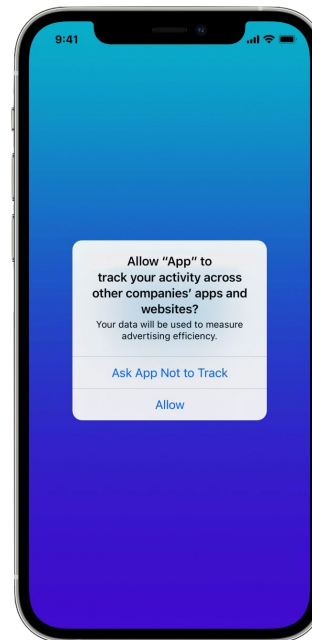 9:41
Allow “App” to
track your activity across
other companies’ apps and
websites?
Your data will be used to measure
advertising efficiency.
Ask App Not to Track
Allow